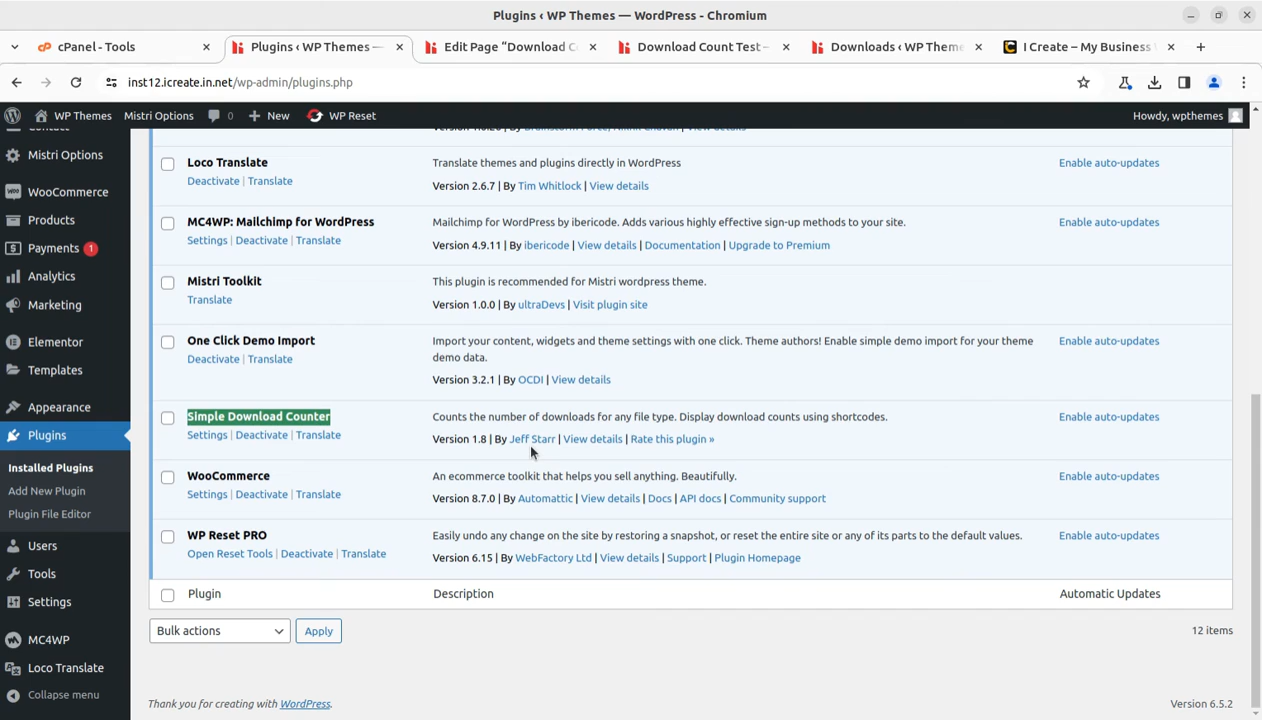 Plugins ‹ WP Themes — WordPress - Chromium
cPanel - Tools
Plugins ‹ WP Themes —
Edit Page “Download C
Download Count Test –
Downloads ‹ WP Them
I Create – My Business
inst12.icreate.in.net/wp-admin/plugins.php
WP Themes
Mistri Options
0
New
WP Reset
Howdy, wpthemes
Contact
Mistri Options
WooCommerce
Products
Payments 1
Analytics
Marketing
Elementor
Templates
Appearance
Plugins
Installed Plugins
Add New Plugin
Plugin File Editor
Users
Tools
Settings
MC4WP
Loco Translate
Collapse menu
Loco Translate
Deactivate | Translate
Translate themes and plugins directly in WordPress
Version 2.6.7 | By Tim Whitlock | View details
Enable auto-updates
MC4WP: Mailchimp for WordPress
Settings | Deactivate | Translate
Mailchimp for WordPress by ibericode. Adds various highly effective sign-up methods to your site.
Version 4.9.11 | By ibericode | View details | Documentation | Upgrade to Premium
Enable auto-updates
Mistri Toolkit
Translate
This plugin is recommended for Mistri wordpress theme.
Version 1.0.0 | By ultraDevs | Visit plugin site
Enable auto-updates
One Click Demo Import
Deactivate | Translate
Import your content, widgets and theme settings with one click. Theme authors! Enable simple demo import for your theme
demo data.
Version 3.2.1 | By OCDI | View details
Enable auto-updates
Simple Download Counter
Settings | Deactivate | Translate
Counts the number of downloads for any file type. Display download counts using shortcodes.
Version 1.8 | By Jeff Starr | View details | Rate this plugin »
Enable auto-updates
WooCommerce
Settings | Deactivate | Translate
An ecommerce toolkit that helps you sell anything. Beautifully.
Version 8.7.0 | By Automattic | View details | Docs | API docs | Community support
Enable auto-updates
WP Reset PRO
Open Reset Tools | Deactivate | Translate
Easily undo any change on the site by restoring a snapshot, or reset the entire site or any of its parts to the default values.
Version 6.15 | By WebFactory Ltd | View details | Support | Plugin Homepage
Enable auto-updates
Plugin
Description
Automatic Updates
Bulk actions
Apply
12 items
Thank you for creating with WordPress.
Version 6.5.2